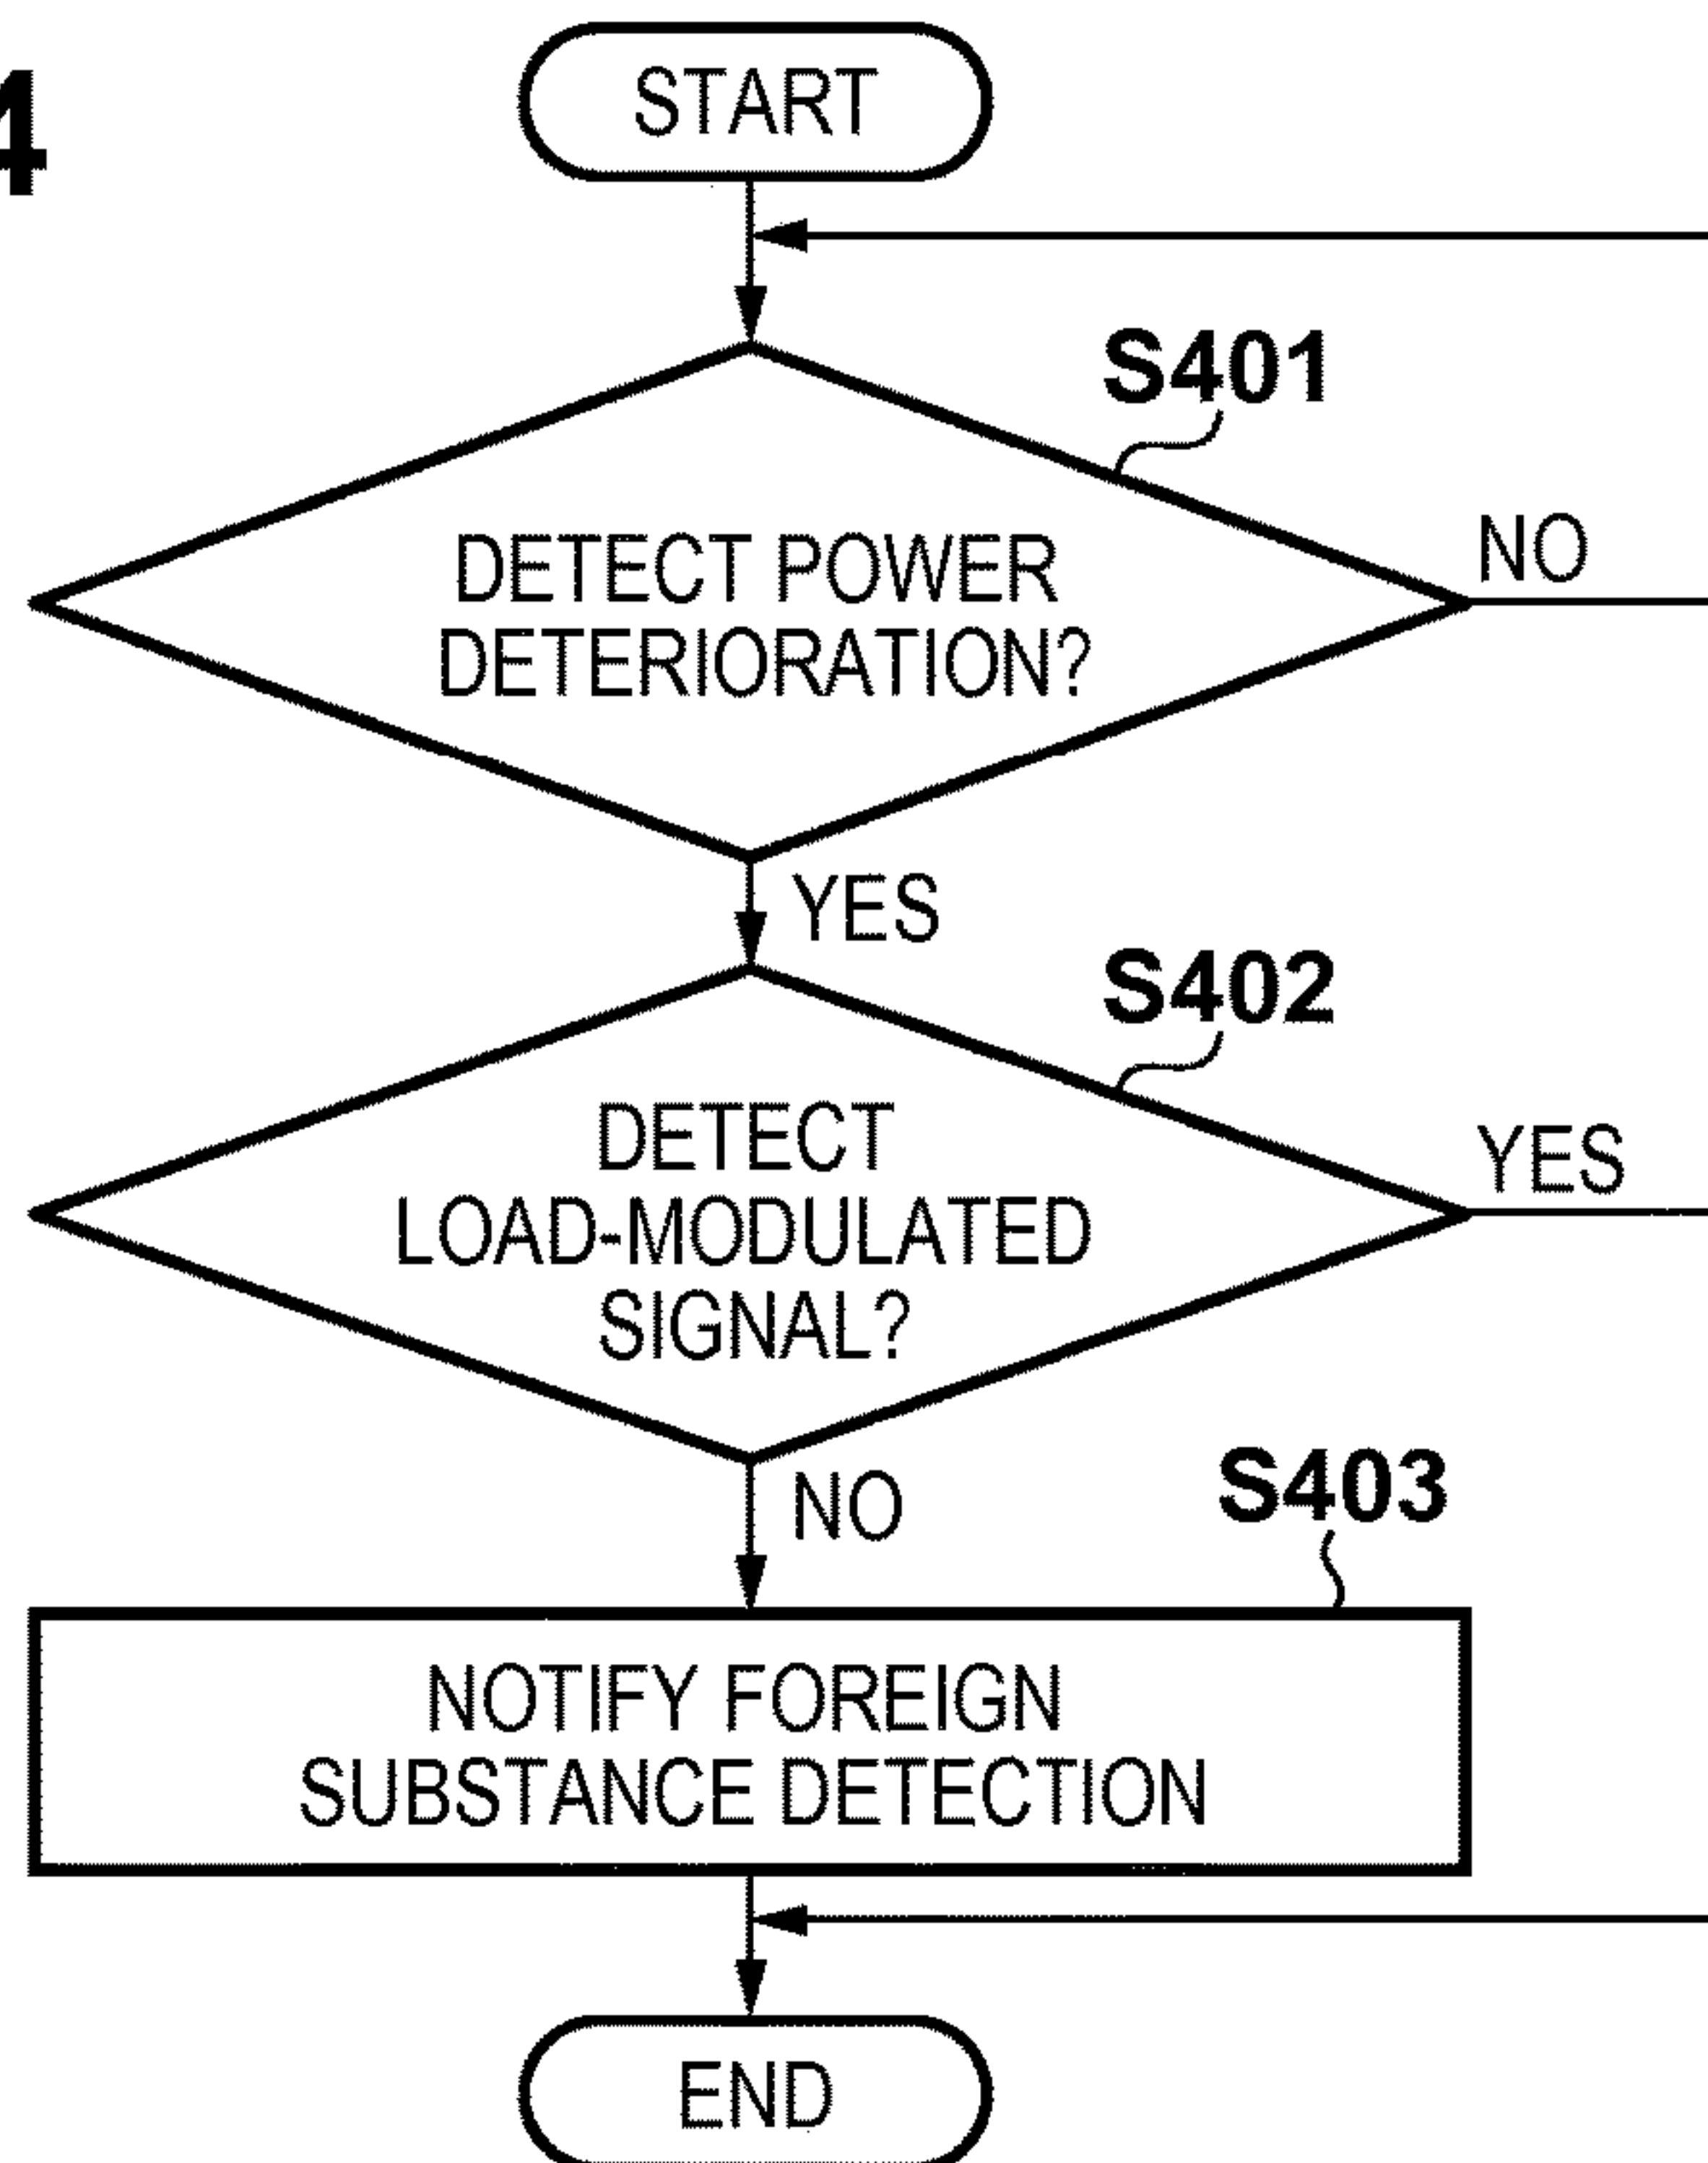 4
START
S401
DETECT POWER
DETERIORATION?
NO
YES
S402
DETECT
LOAD-MODULATED
SIGNAL?
YES
NO
S403
NOTIFY FOREIGN
SUBSTANCE DETECTION
END